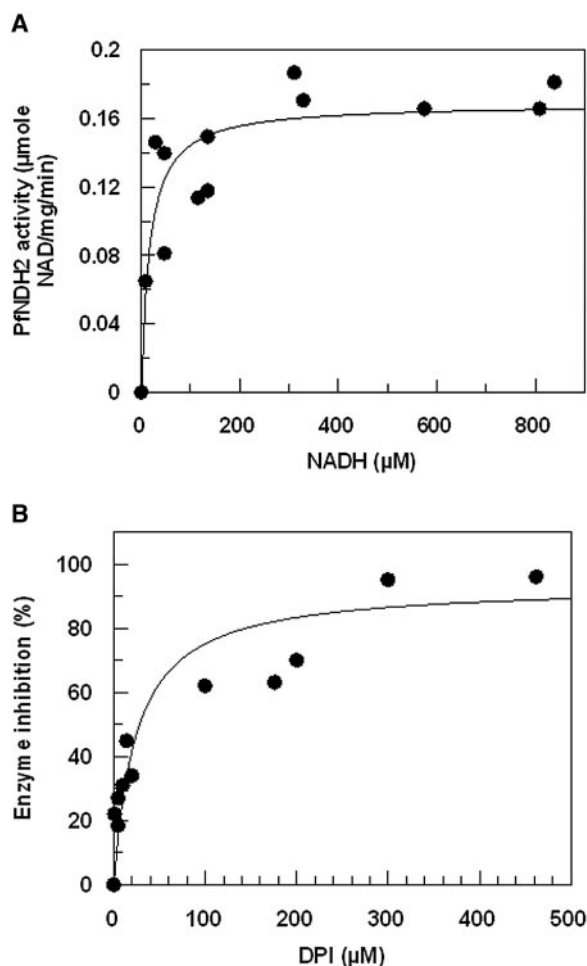 A
0.2
0.16
0.12
0.08
0.04
0
PfNDH2 activity (µmole
NAD/mg/min)
0 200 400 600 800
NADH (µM)
B
100
80
60
40
20
0
Enzyme inhibition (%)
0 100 200 300 400 500
DPI (µM)